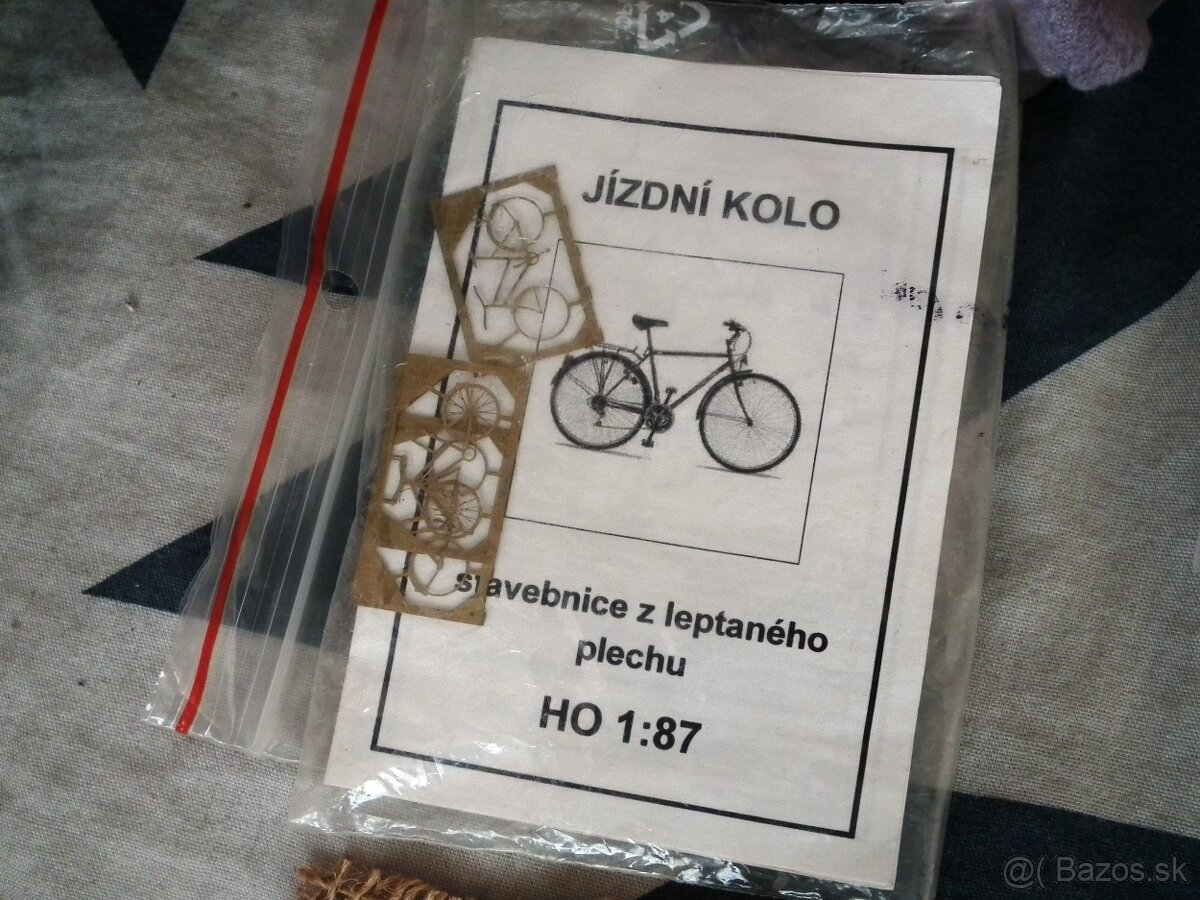 JÍZDNÍ KOLO
stavebnice z leptaného
plechu
HO 1:87
@( Bazos.sk